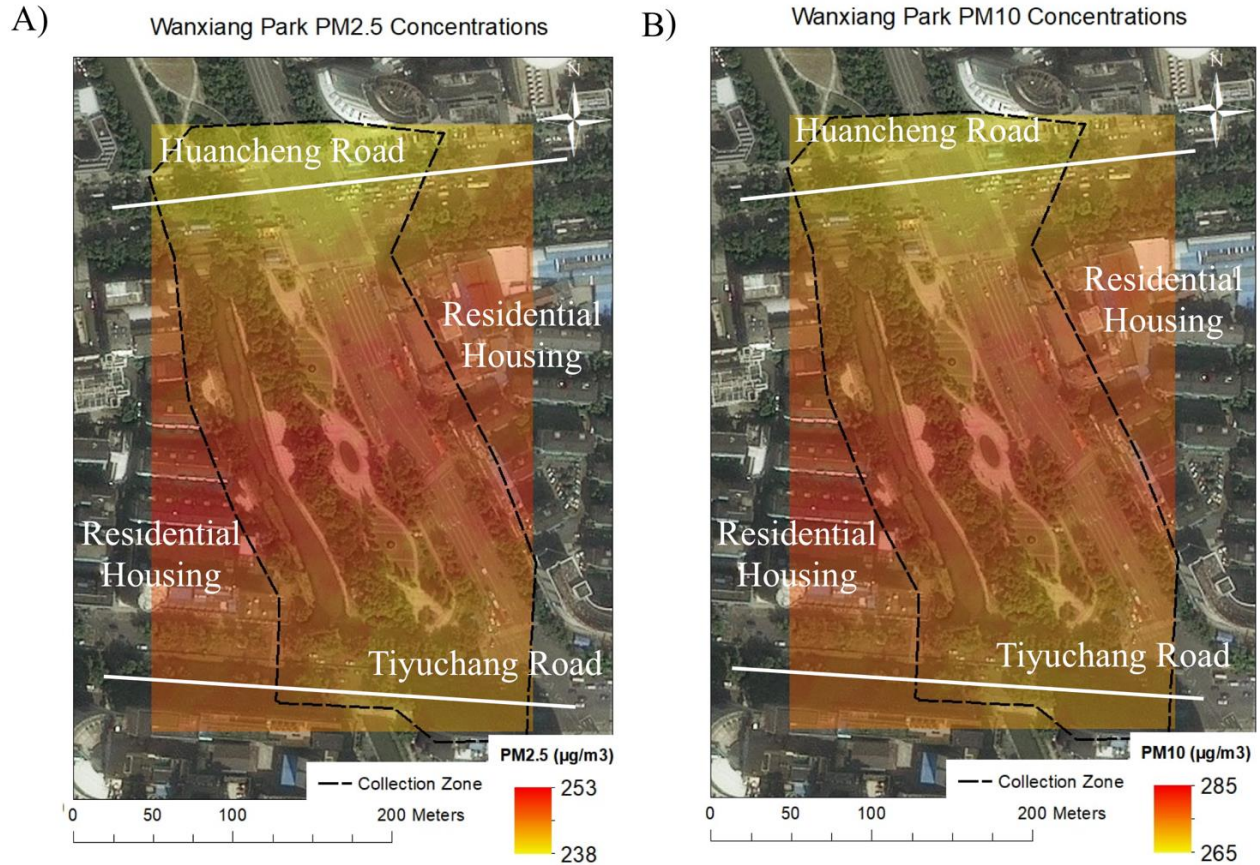 A)
Wanxiang Park PM2.5 Concentrations
N
Huancheng Road
Residential
Housing
Residential
Housing
Tiyuchang Road
PM2.5 (µg/m3)
253
238
Collection Zone
0 50 100 200 Meters
B)
Wanxiang Park PM10 Concentrations
N
Huancheng Road
Residential
Housing
Residential
Housing
Tiyuchang Road
PM10 (µg/m3)
285
265
Collection Zone
0 50 100 200 Meters